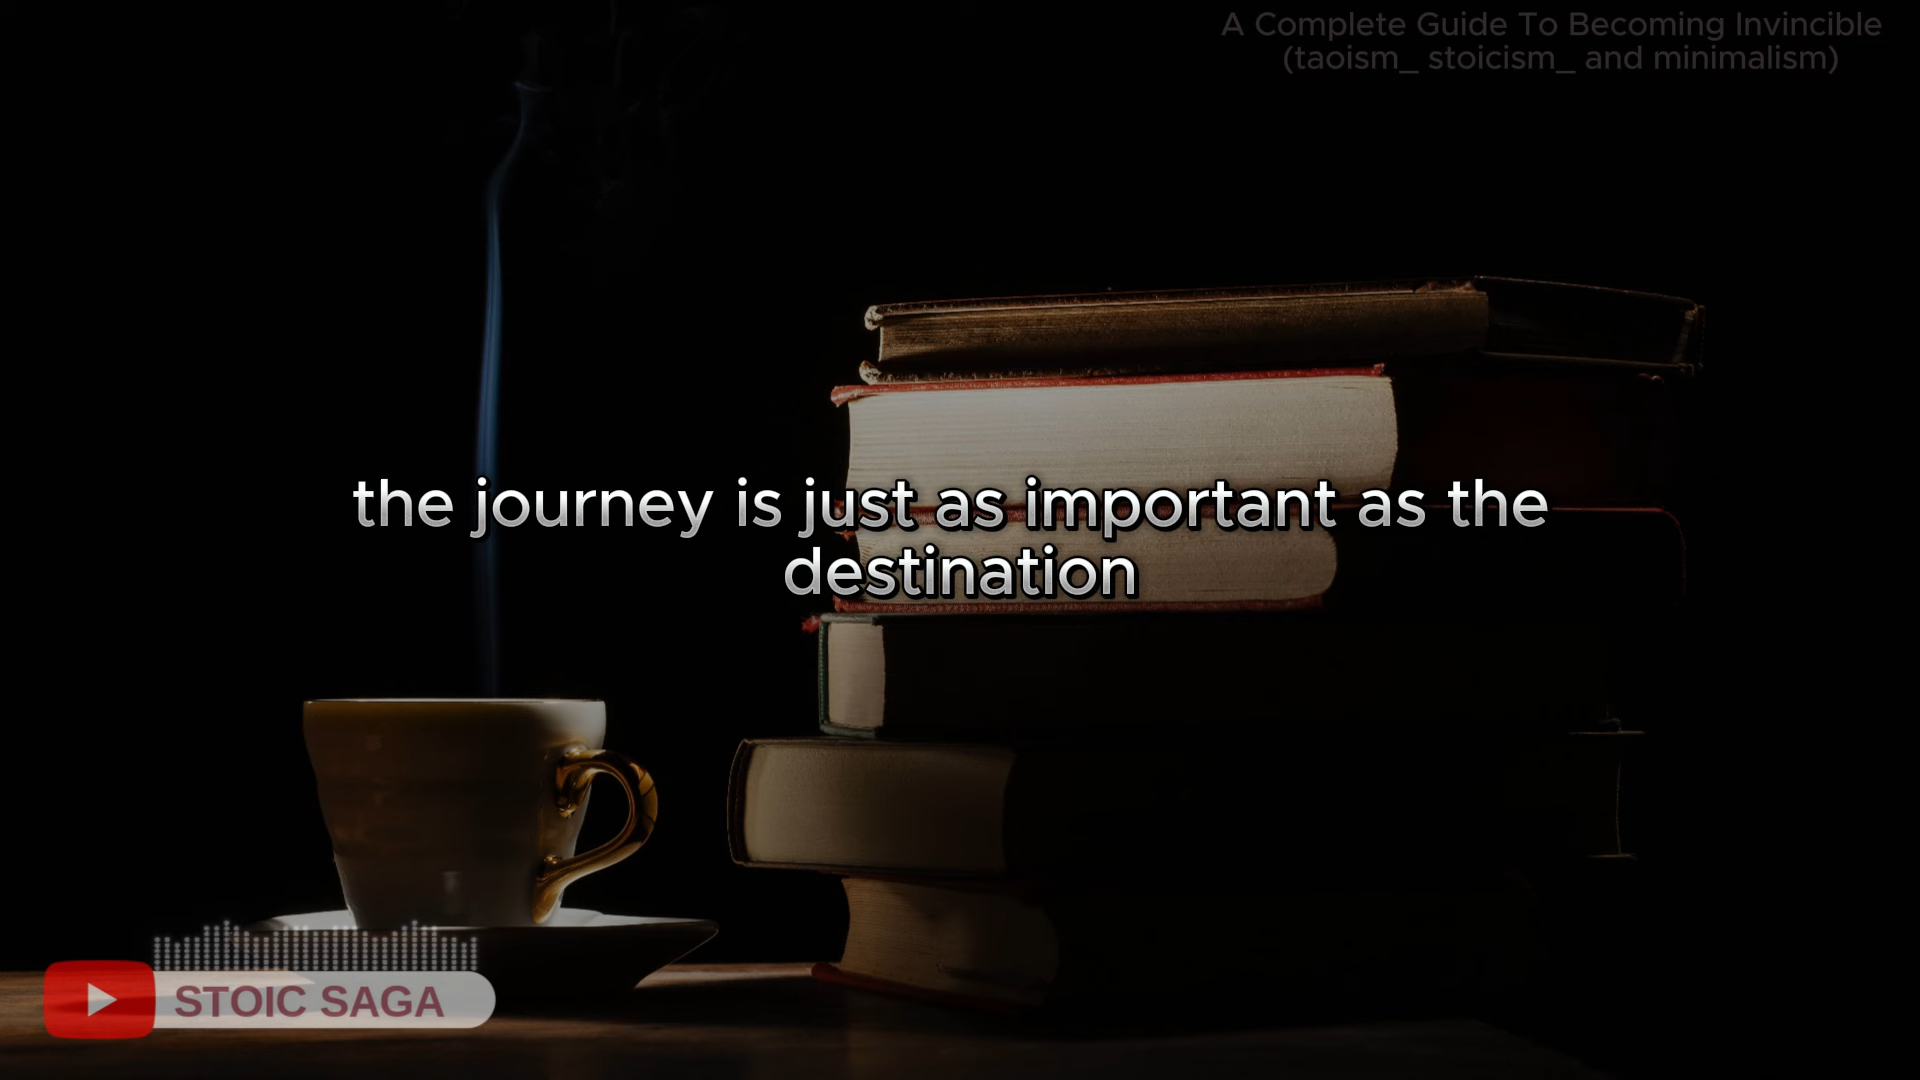 A Complete Guide To Becoming Invincible
(taoism_ stoicism_ and minimalism)
the journey is just as important as the
destination
STOIC SAGA